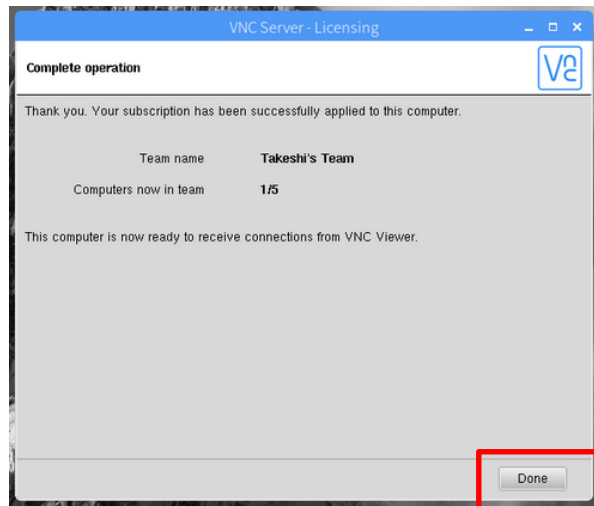 VNC Server - Licensing
Complete operation
VNC
Thank you. Your subscription has been successfully applied to this computer.
Team name Takeshi's Team
Computers now in team 1/5
This computer is now ready to receive connections from VNC Viewer.
Done